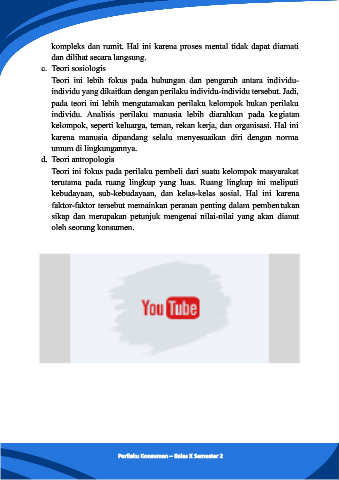 kompleks dan rumit. Hal ini karena proses mental tidak dapat diamati
dan dilihat secara langsung.
c. Teori sosiologis
Teori ini lebih fokus pada hubungan dan pengaruh antara individu-
individu yang dikaitkan dengan perilaku individu-individu tersebut. Jadi,
pada teori ini lebih mengutamakan perilaku kelompok bukan perilaku
individu. Analisis perilaku manusia lebih diarahkan pada kegiatan
kelompok, seperti keluarga, teman, rekan kerja, dan organisasi. Hal ini
karena manusia dipandang selalu menyesuaikan diri dengan norma
umum di lingkungannya.
d. Teori antropologis
Teori ini fokus pada perilaku pembeli dari suatu kelompok masyarakat
terutama pada ruang lingkup yang luas. Ruang lingkup ini meliputi
kebudayaan, sub-kebudayaan, dan kelas-kelas sosial. Hal ini karena
faktor-faktor tersebut memainkan peranan penting dalam pembentukan
sikap dan merupakan petunjuk mengenai nilai-nilai yang akan dianut
oleh seorang konsumen.
YouTube
Perilaku Konsumen – Kelas X Semester 2